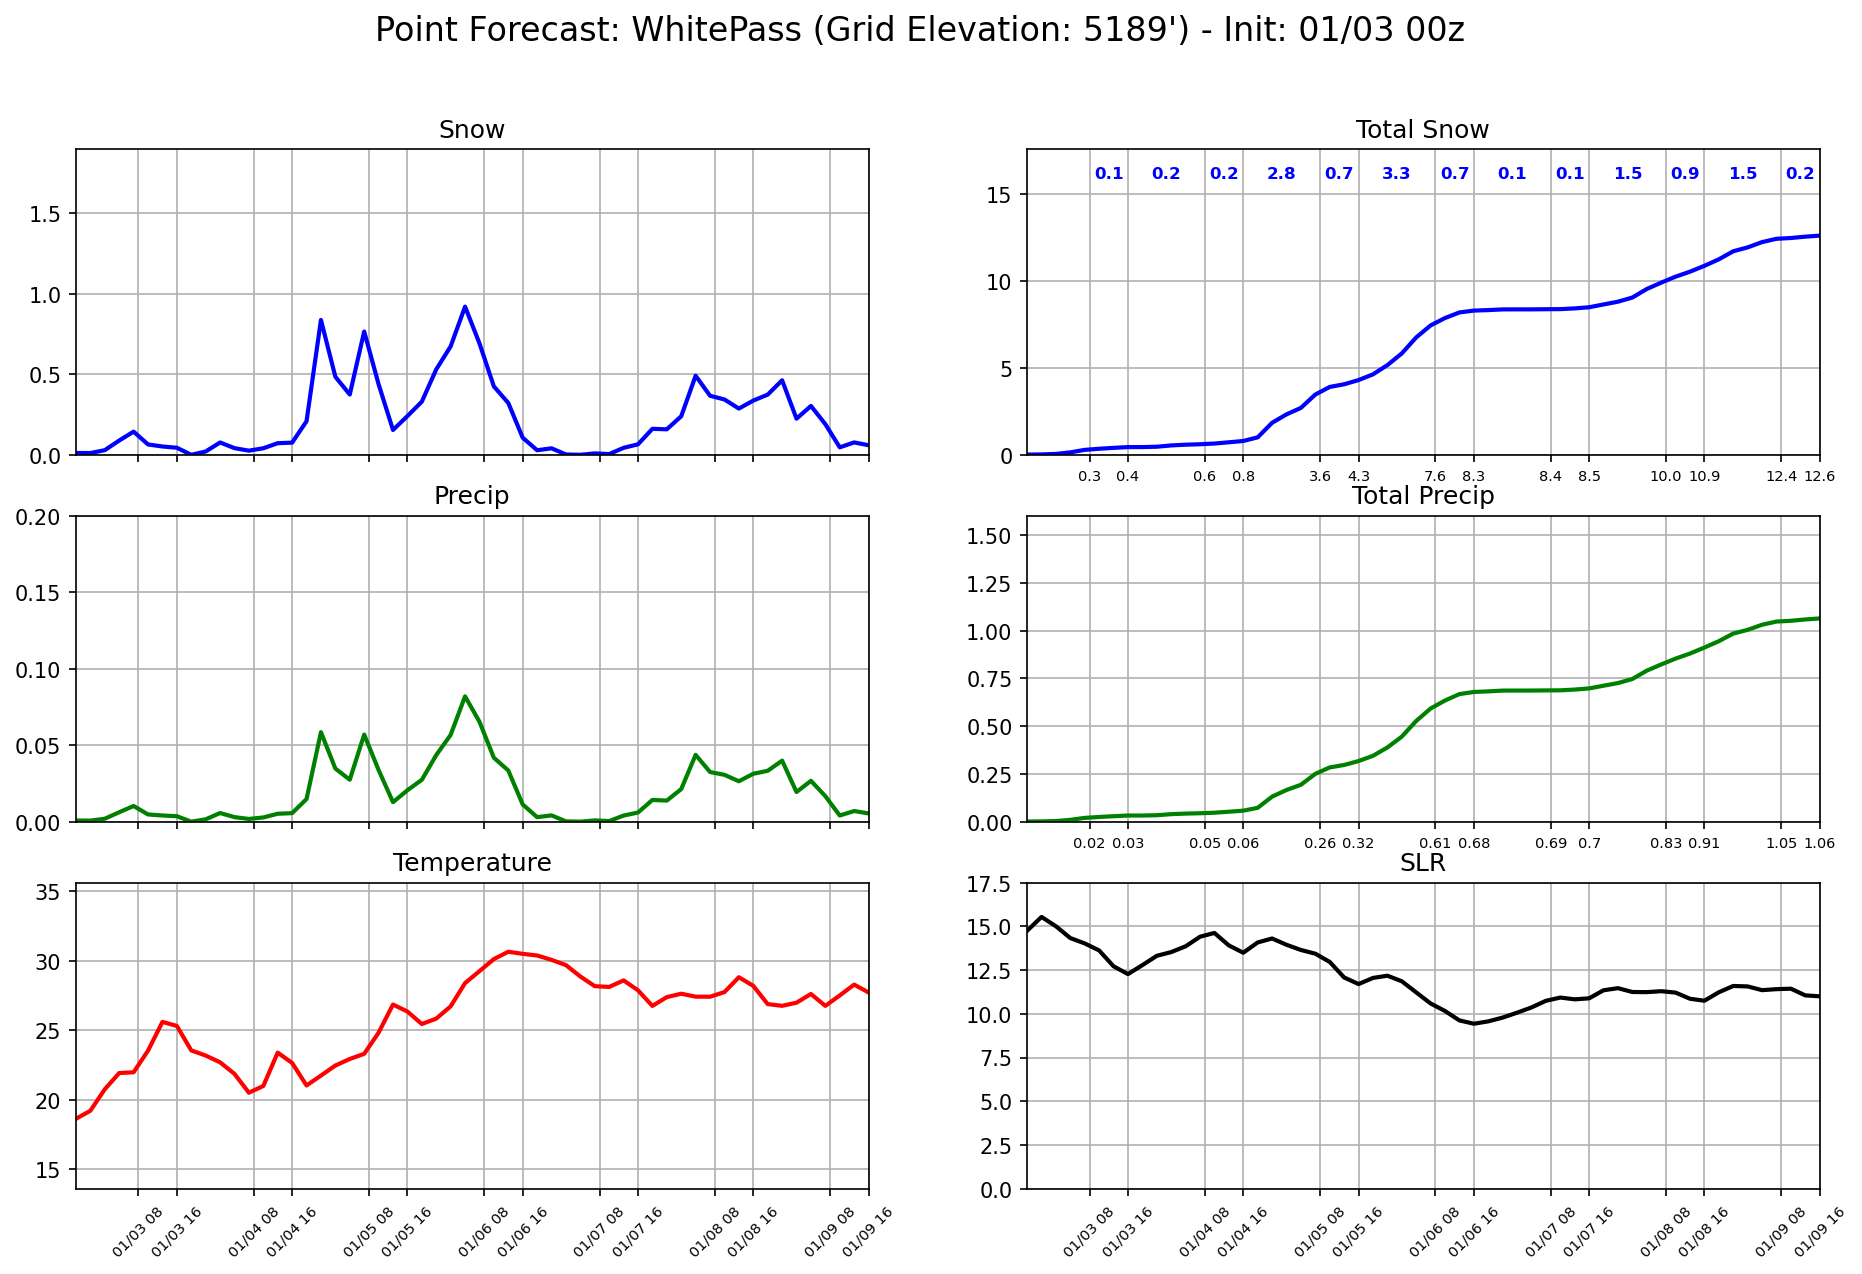 Point Forecast: WhitePass (Grid Elevation: 5189') - Init: 01/03 00z
Snow
1.5
1.0
0.5
0.0
Total Snow
0.1 0.2 0.2 2.8 0.7 3.3 0.7 0.1 0.1 1.5 0.9 1.5 0.2
15
10
5
0
0.3 0.4 0.6 0.8 3.6 4.3 7.6 8.3 8.4 8.5 10.0 10.9 12.4 12.6
Precip
0.20
0.15
0.10
0.05
0.00
Total Precip
1.50
1.25
1.00
0.75
0.50
0.25
0.00
0.02 0.03 0.05 0.06 0.26 0.32 0.61 0.68 0.69 0.7 0.83 0.91 1.05 1.06
Temperature
35
30
25
20
15
01/03 08 01/03 16 01/04 08 01/04 16 01/05 08 01/05 16 01/06 08 01/06 16 01/07 08 01/07 16 01/08 08 01/08 16 01/09 08 01/09 16
SLR
17.5
15.0
12.5
10.0
7.5
5.0
2.5
0.0
01/03 08 01/03 16 01/04 08 01/04 16 01/05 08 01/05 16 01/06 08 01/06 16 01/07 08 01/07 16 01/08 08 01/08 16 01/09 08 01/09 16